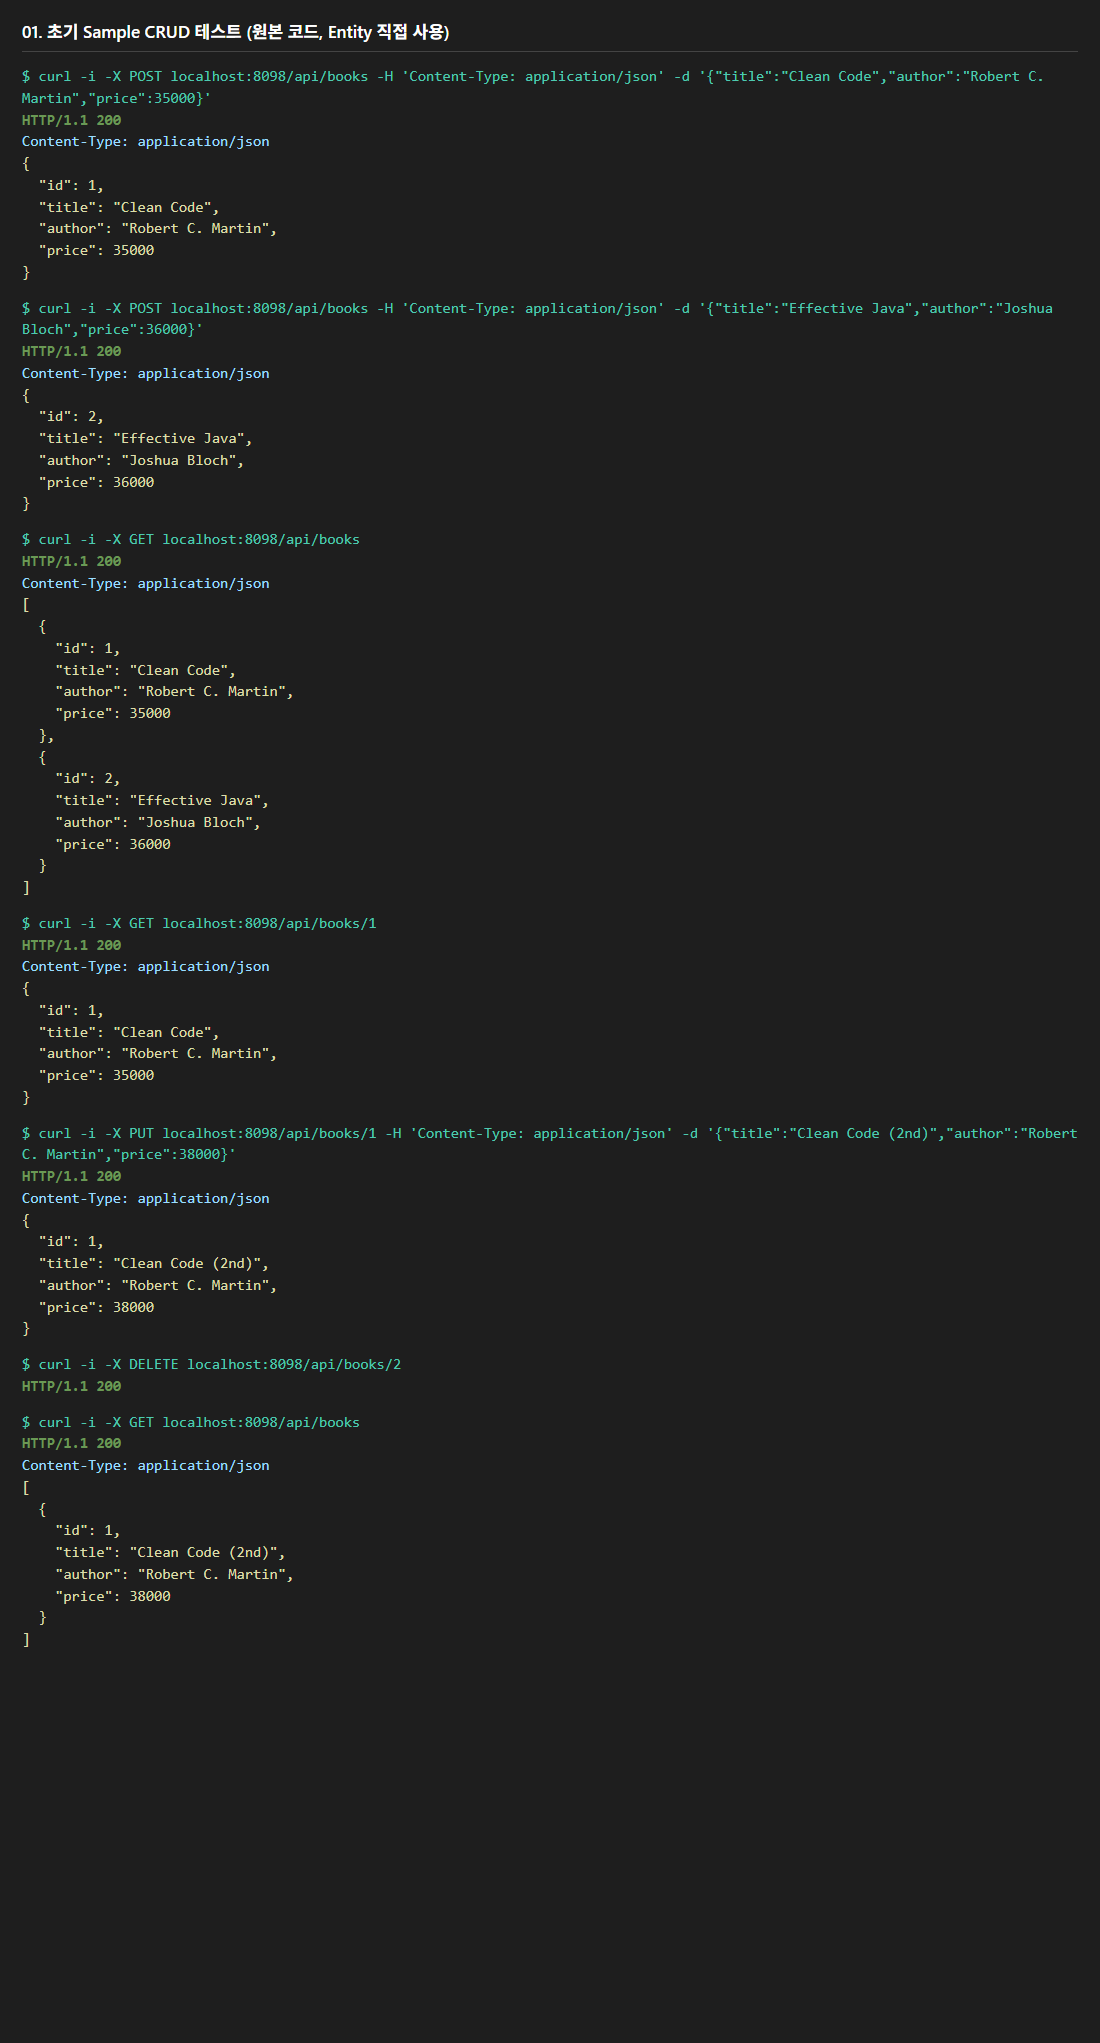 01. 초기 Sample CRUD 테스트 (원본 코드, Entity 직접 사용)
$ curl -i -X POST localhost:8098/api/books -H 'Content-Type: application/json' -d '{"title":"Clean Code","author":"Robert C.
Martin","price":35000}'
HTTP/1.1 200
Content-Type: application/json
{
  "id": 1,
  "title": "Clean Code",
  "author": "Robert C. Martin",
  "price": 35000
}
$ curl -i -X POST localhost:8098/api/books -H 'Content-Type: application/json' -d '{"title":"Effective Java","author":"Joshua
Bloch","price":36000}'
HTTP/1.1 200
Content-Type: application/json
{
  "id": 2,
  "title": "Effective Java",
  "author": "Joshua Bloch",
  "price": 36000
}
$ curl -i -X GET localhost:8098/api/books
HTTP/1.1 200
Content-Type: application/json
[
  {
    "id": 1,
    "title": "Clean Code",
    "author": "Robert C. Martin",
    "price": 35000
  },
  {
    "id": 2,
    "title": "Effective Java",
    "author": "Joshua Bloch",
    "price": 36000
  }
]
$ curl -i -X GET localhost:8098/api/books/1
HTTP/1.1 200
Content-Type: application/json
{
  "id": 1,
  "title": "Clean Code",
  "author": "Robert C. Martin",
  "price": 35000
}
$ curl -i -X PUT localhost:8098/api/books/1 -H 'Content-Type: application/json' -d '{"title":"Clean Code (2nd)","author":"Robert
C. Martin","price":38000}'
HTTP/1.1 200
Content-Type: application/json
{
  "id": 1,
  "title": "Clean Code (2nd)",
  "author": "Robert C. Martin",
  "price": 38000
}
$ curl -i -X DELETE localhost:8098/api/books/2
HTTP/1.1 200
$ curl -i -X GET localhost:8098/api/books
HTTP/1.1 200
Content-Type: application/json
[
  {
    "id": 1,
    "title": "Clean Code (2nd)",
    "author": "Robert C. Martin",
    "price": 38000
  }
]